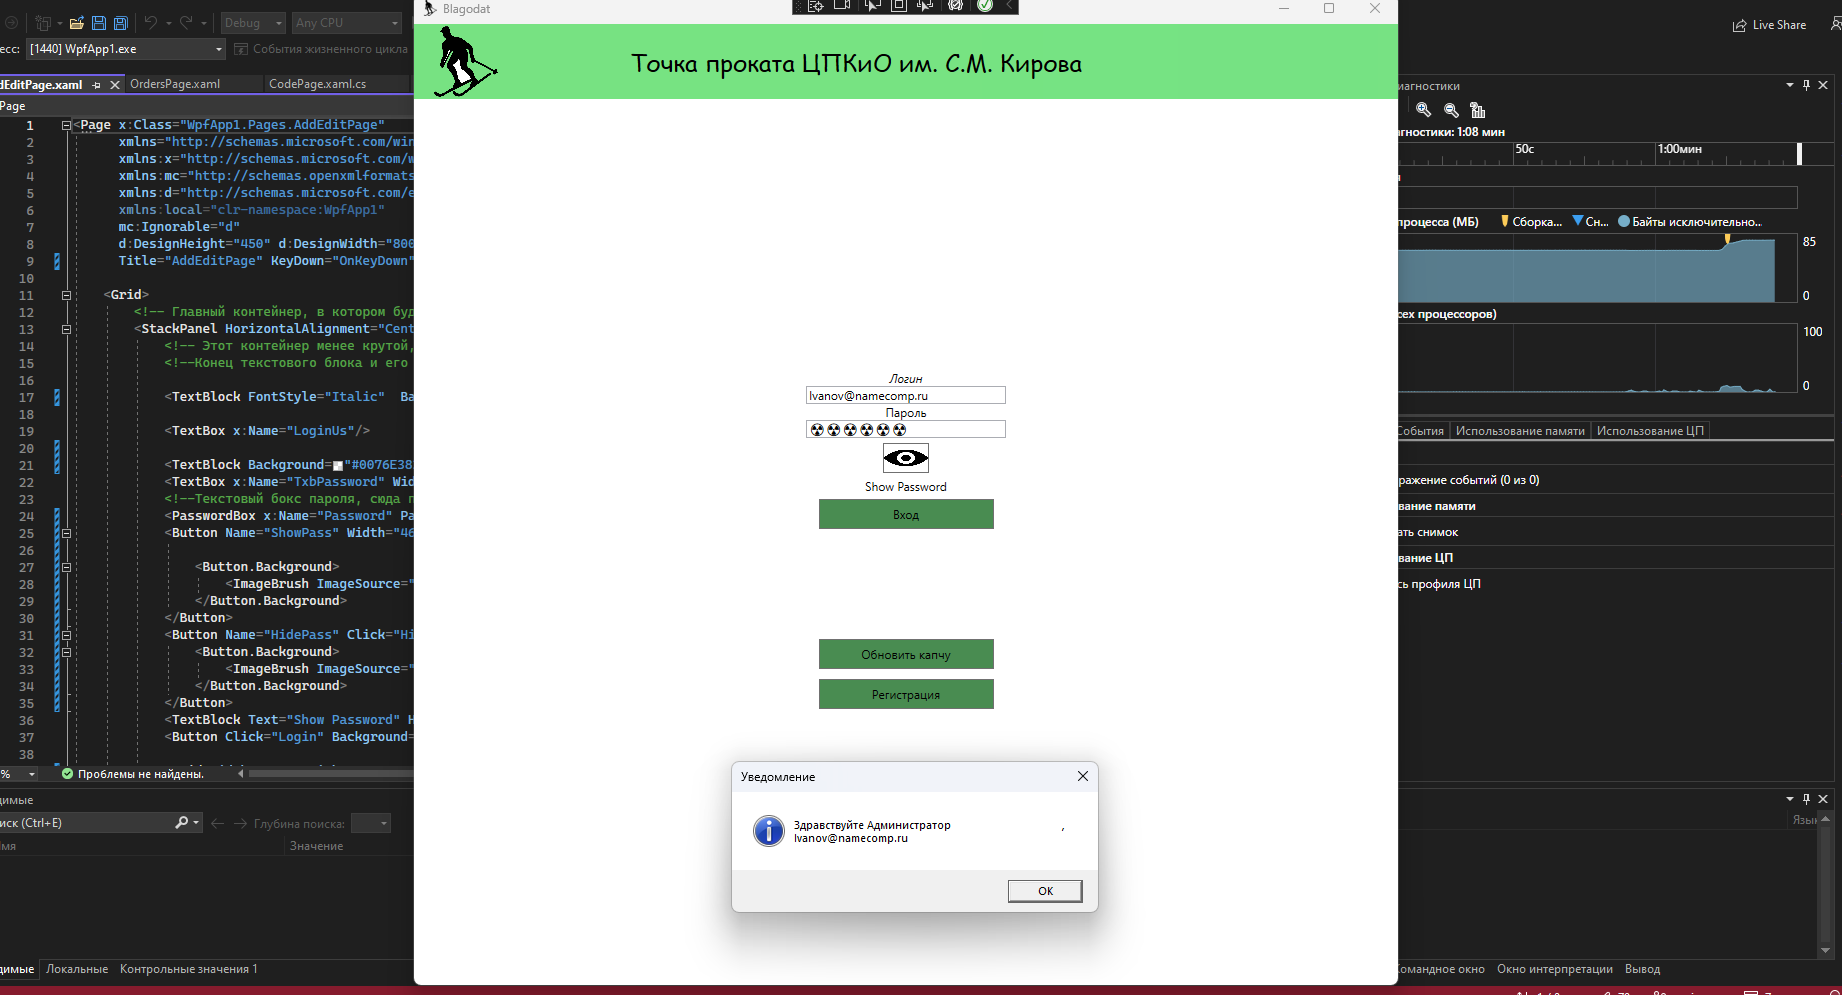 Blagodat
Debug
Any CPU
Live Share
есс:
[1440] WpfApp1.exe
События жизненного цикла
dEditPage.xaml
OrdersPage.xaml
CodePage.xaml.cs
Page
Точка проката ЦПКиО им. С.М. Кирова
1 <Page x:Class="WpfApp1.Pages.AddEditPage"
2 xmlns="http://schemas.microsoft.com/win
3 xmlns:x="http://schemas.microsoft.com/w
4 xmlns:mc="http://schemas.openxmlformats
5 xmlns:d="http://schemas.microsoft.com/e
6 xmlns:local="clr-namespace:WpfApp1"
7 mc:Ignorable="d"
8 d:DesignHeight="450" d:DesignWidth="800
9 Title="AddEditPage" KeyDown="OnKeyDown"
10
11 <Grid>
12 <!-- Главный контейнер, в котором буд
13 <StackPanel HorizontalAlignment="Cent
14 <!-- Этот контейнер менее крутой,
15 <!--Конец текстового блока и его
16
17 <TextBlock FontStyle="Italic" Ba
18
19 <TextBox x:Name="LoginUs"/>
20
21 <TextBlock Background="#0076E38
22 <TextBox x:Name="TxbPassword" Wid
23 <!--Текстовый бокс пароля, сюда п
24 <PasswordBox x:Name="Password" Pa
25 <Button Name="ShowPass" Width="46
26
27 <Button.Background>
28 <ImageBrush ImageSource="
29 </Button.Background>
30 </Button>
31 <Button Name="HidePass" Click="Hi
32 <Button.Background>
33 <ImageBrush ImageSource="
34 </Button.Background>
35 </Button>
36 <TextBlock Text="Show Password" H
37 <Button Click="Login" Background=
38
%
Проблемы не найдены.
димые
иск (Ctrl+E)
Глубина поиска:
мя
Значение
димые
Локальные
Контрольные значения 1
Логин
Ivanov@namecomp.ru
Пароль
Show Password
Вход
Обновить капчу
Регистрация
Уведомление
Здравствуйте Администратор ,
Ivanov@namecomp.ru
OK
иагностики
агностики: 1:08 мин
50с
1:00мин
процесса (МБ)
Сборка...
Сн...
Байты исключительно...
85
0
сех процессоров)
100
0
События
Использование памяти
Использование ЦП
ражение событий (0 из 0)
вание памяти
ать снимок
вание ЦП
сь профиля ЦП
Язык
Командное окно
Окно интерпретации
Вывод